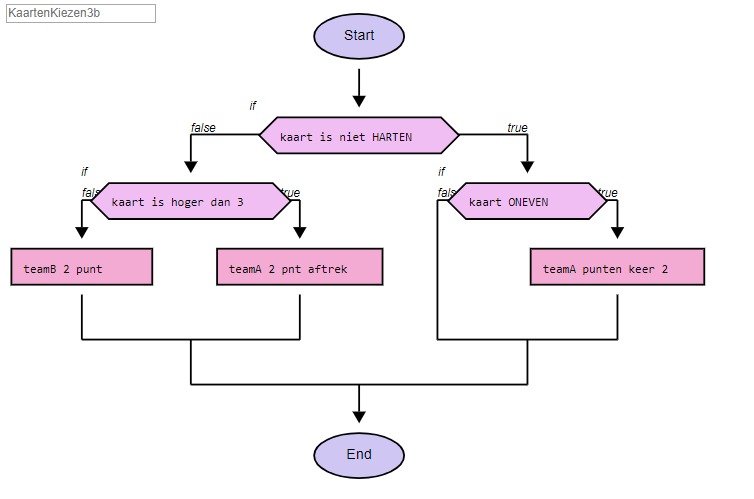 KaartenKiezen3b
Start
if
false
true
kaart is niet HARTEN
if
if
false
true
false
true
kaart is hoger dan 3
kaart ONEVEN
teamB 2 punt
teamA 2 pnt aftrek
teamA punten keer 2
End